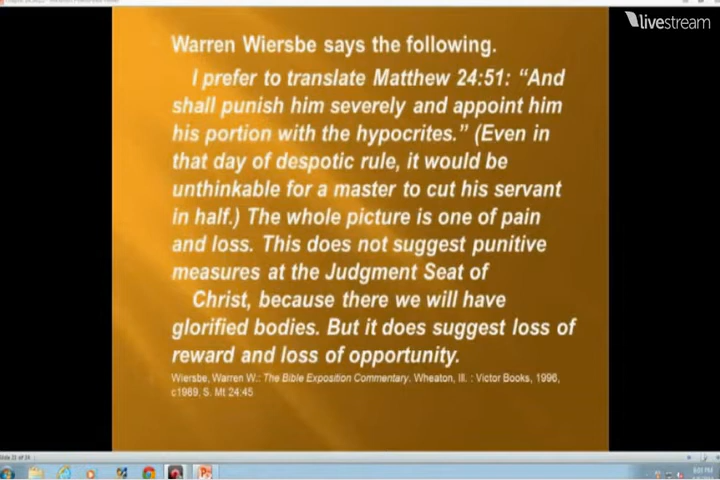 livestream
Warren Wiersbe says the following.
I prefer to translate Matthew 24:51: “And
shall punish him severely and appoint him
his portion with the hypocrites.” (Even in
that day of despotic rule, it would be
unthinkable for a master to cut his servant
in half.) The whole picture is one of pain
and loss. This does not suggest punitive
measures at the Judgment Seat of
Christ, because there we will have
glorified bodies. But it does suggest loss of
reward and loss of opportunity.
Wiersbe, Warren W.: The Bible Exposition Commentary. Wheaton, Ill. : Victor Books, 1996,
c1989, S. Mt 24:45